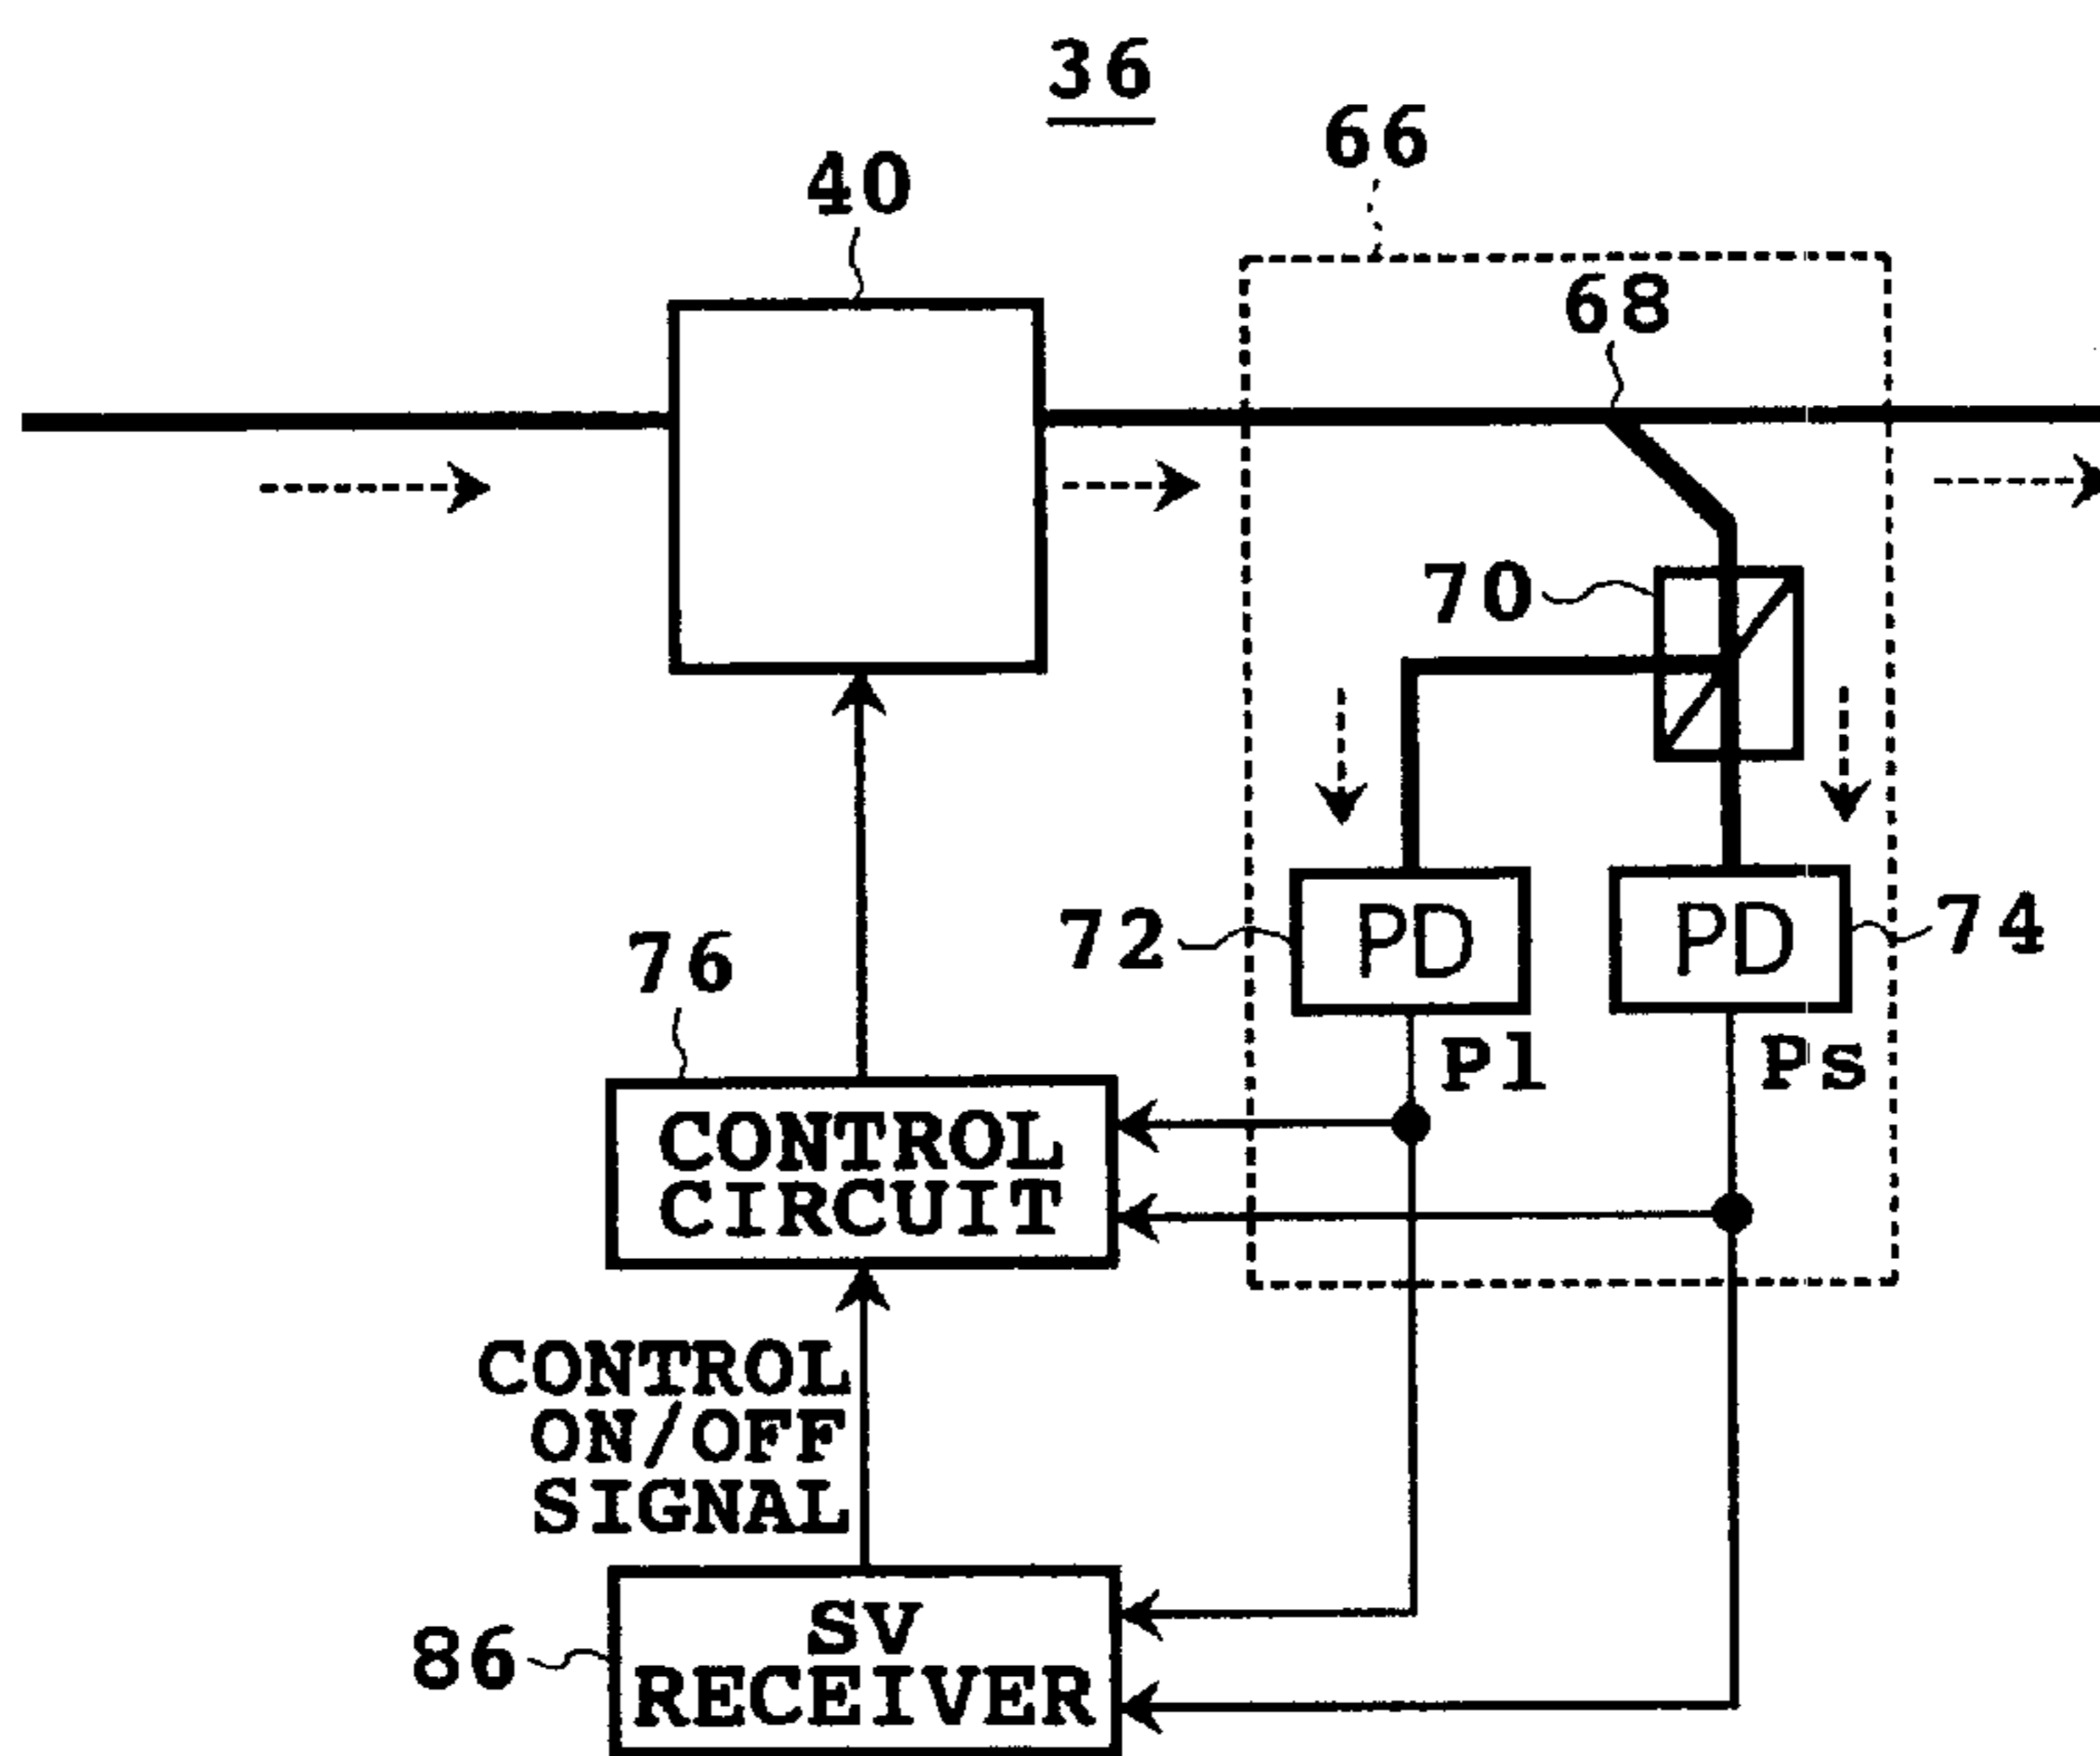 36
66
40
68
70
72
PD
PD
74
76
Pl
Ps
CONTROL
CIRCUIT
CONTROL
ON/OFF
SIGNAL
86
SV
RECEIVER